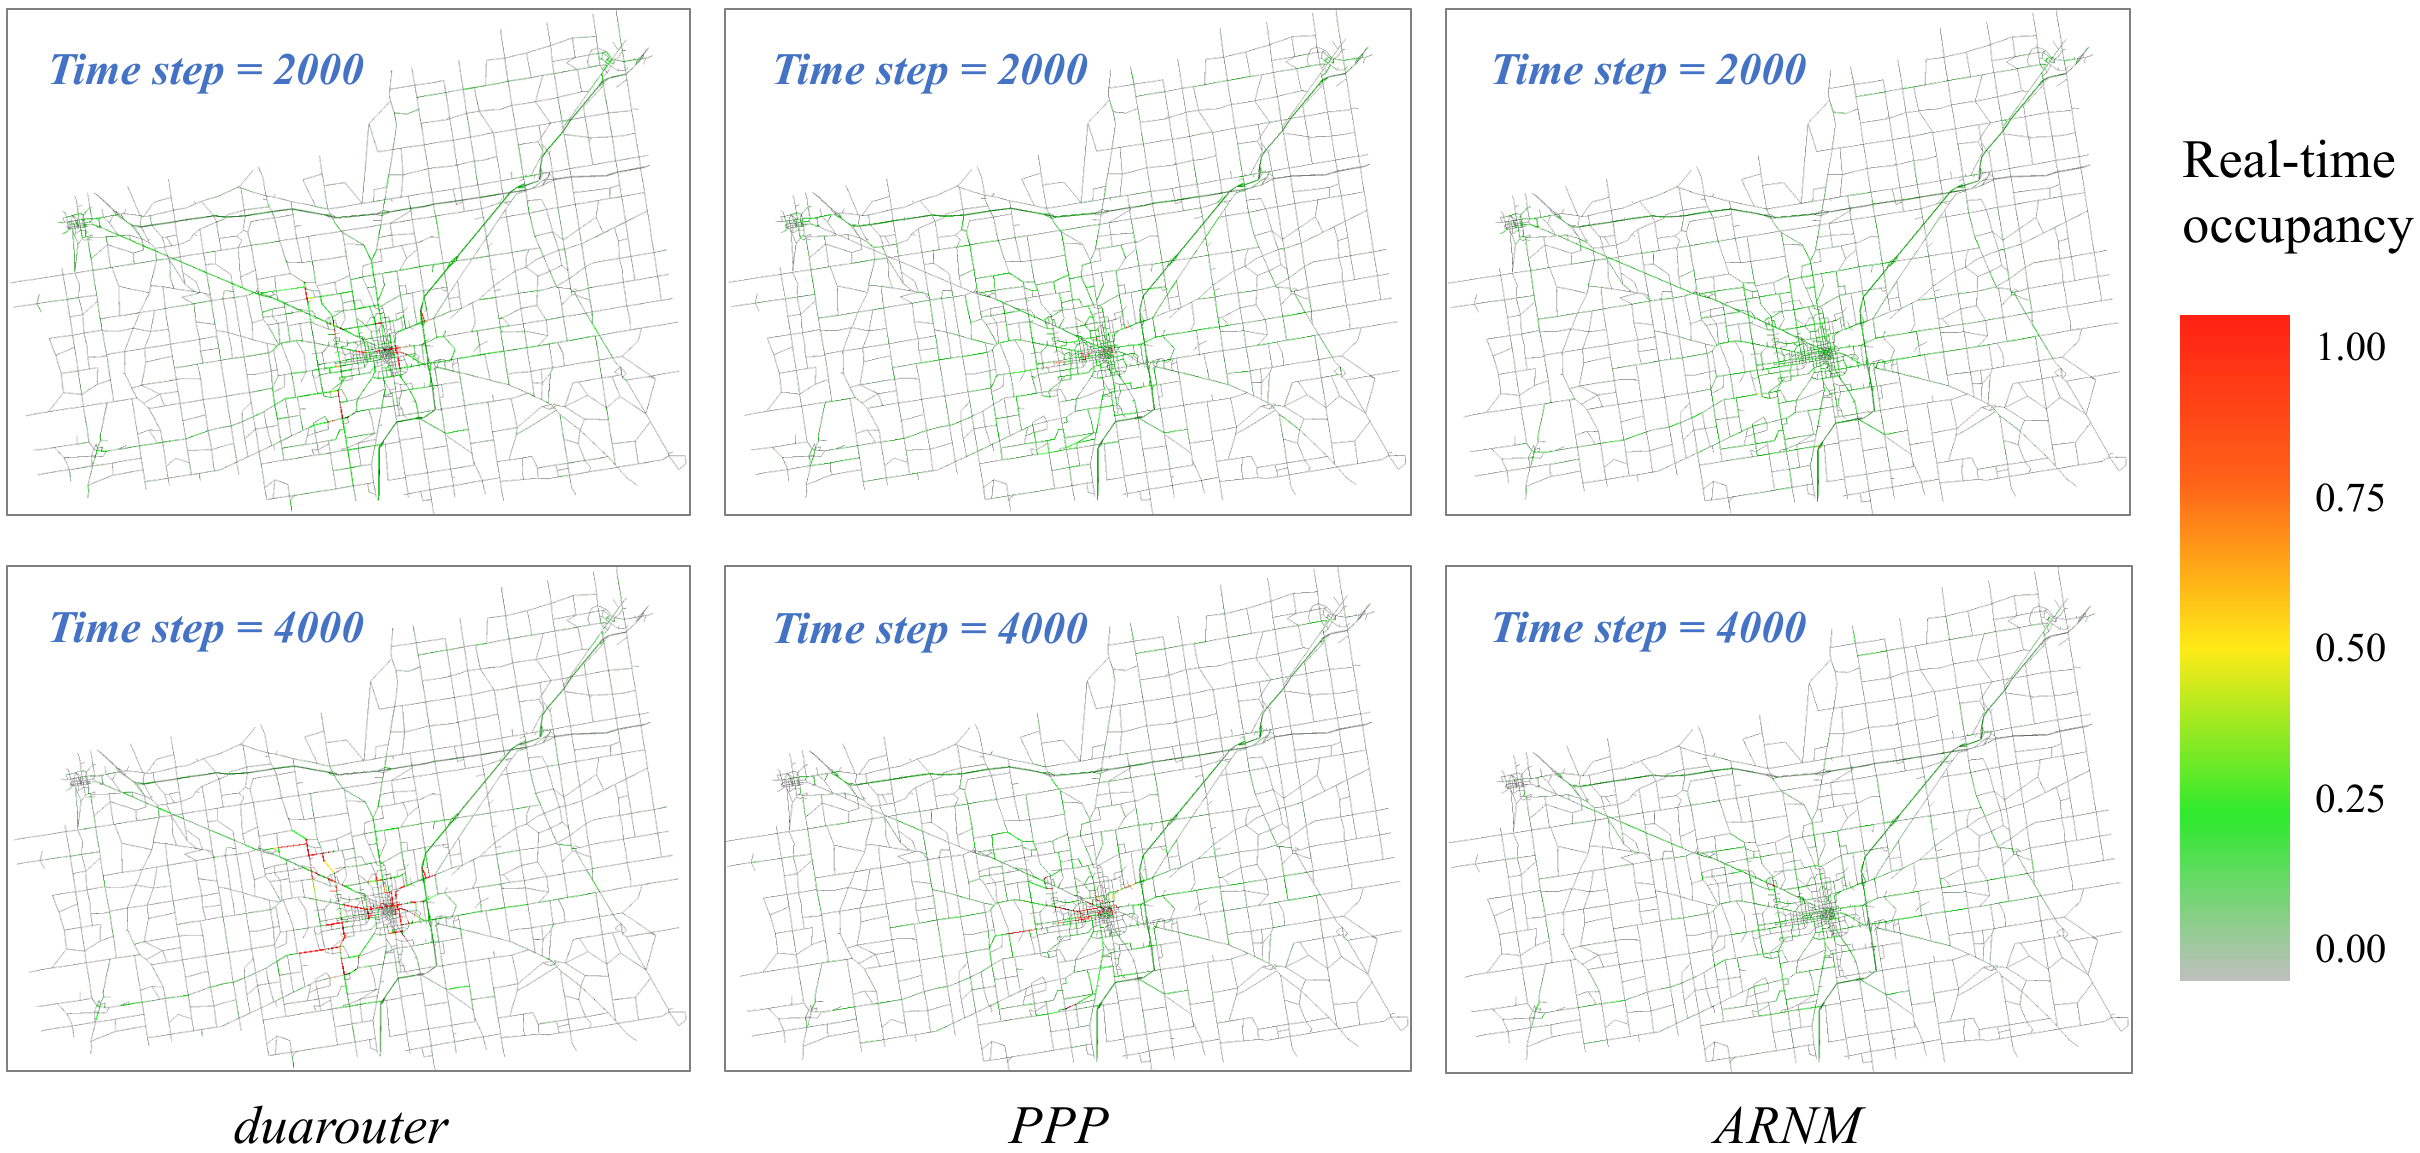 Time step = 2000
Time step = 2000
Time step = 2000
Real-time
occupancy
1.00
0.75
0.50
0.25
0.00
Time step = 4000
Time step = 4000
Time step = 4000
duarouter
PPP
ARNM